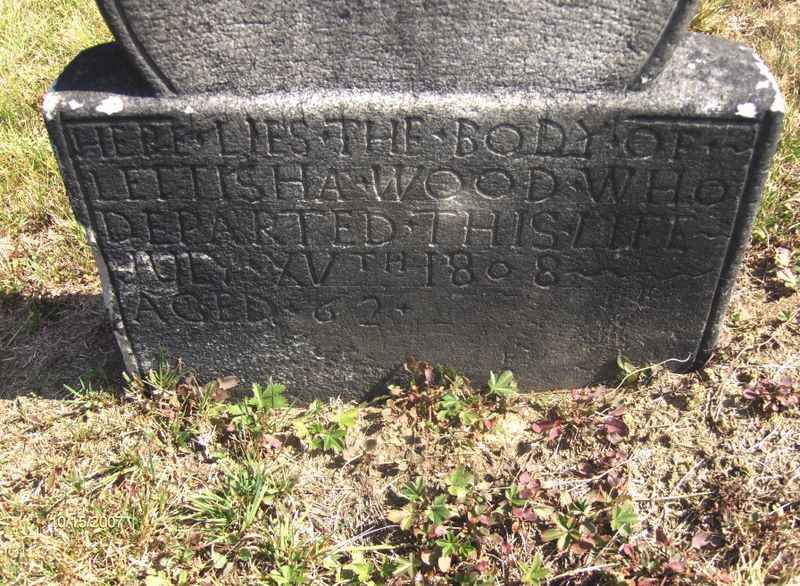 HERE·LIES·THE·BODY·OF·~
LETTISHA·WOOD·WHO
DEPARTED·THIS·LIFE~
JULY·XVTH·1808~~~~
AGED·62·
10/15/2007